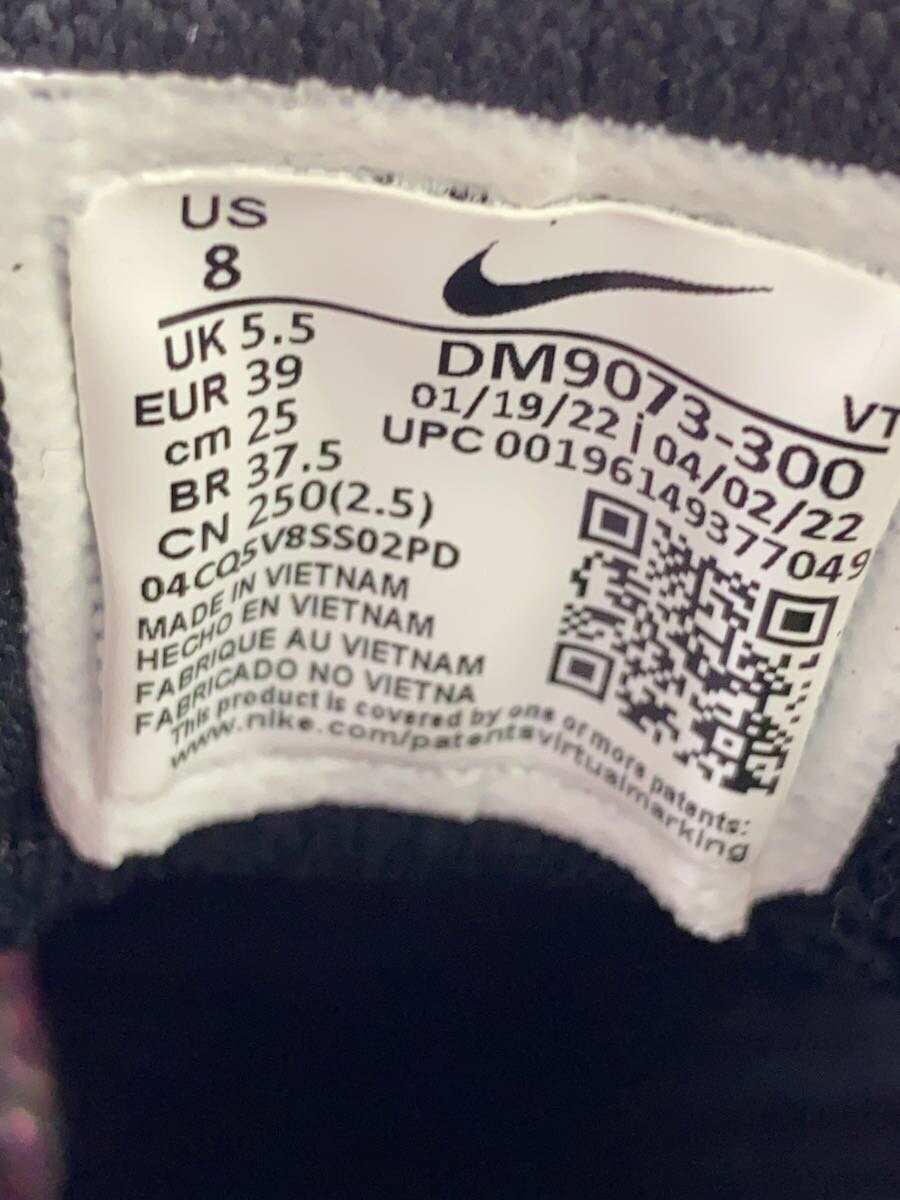 US
8
UK 5.5
EUR 39
cm 25
BR 37.5
CN 250(2.5)
04CQ5V8SS02PD
MADE IN VIETNAM
HECHO EN VIETNAM
FABRIQUE AU VIETNAM
FABRICADO NO VIETNA
This product is covered by one or more patents:
www.nike.com/patentsvirtualmarking
DM9073-300 VT
01/19/22 i 04/02/22
UPC 00196149377049